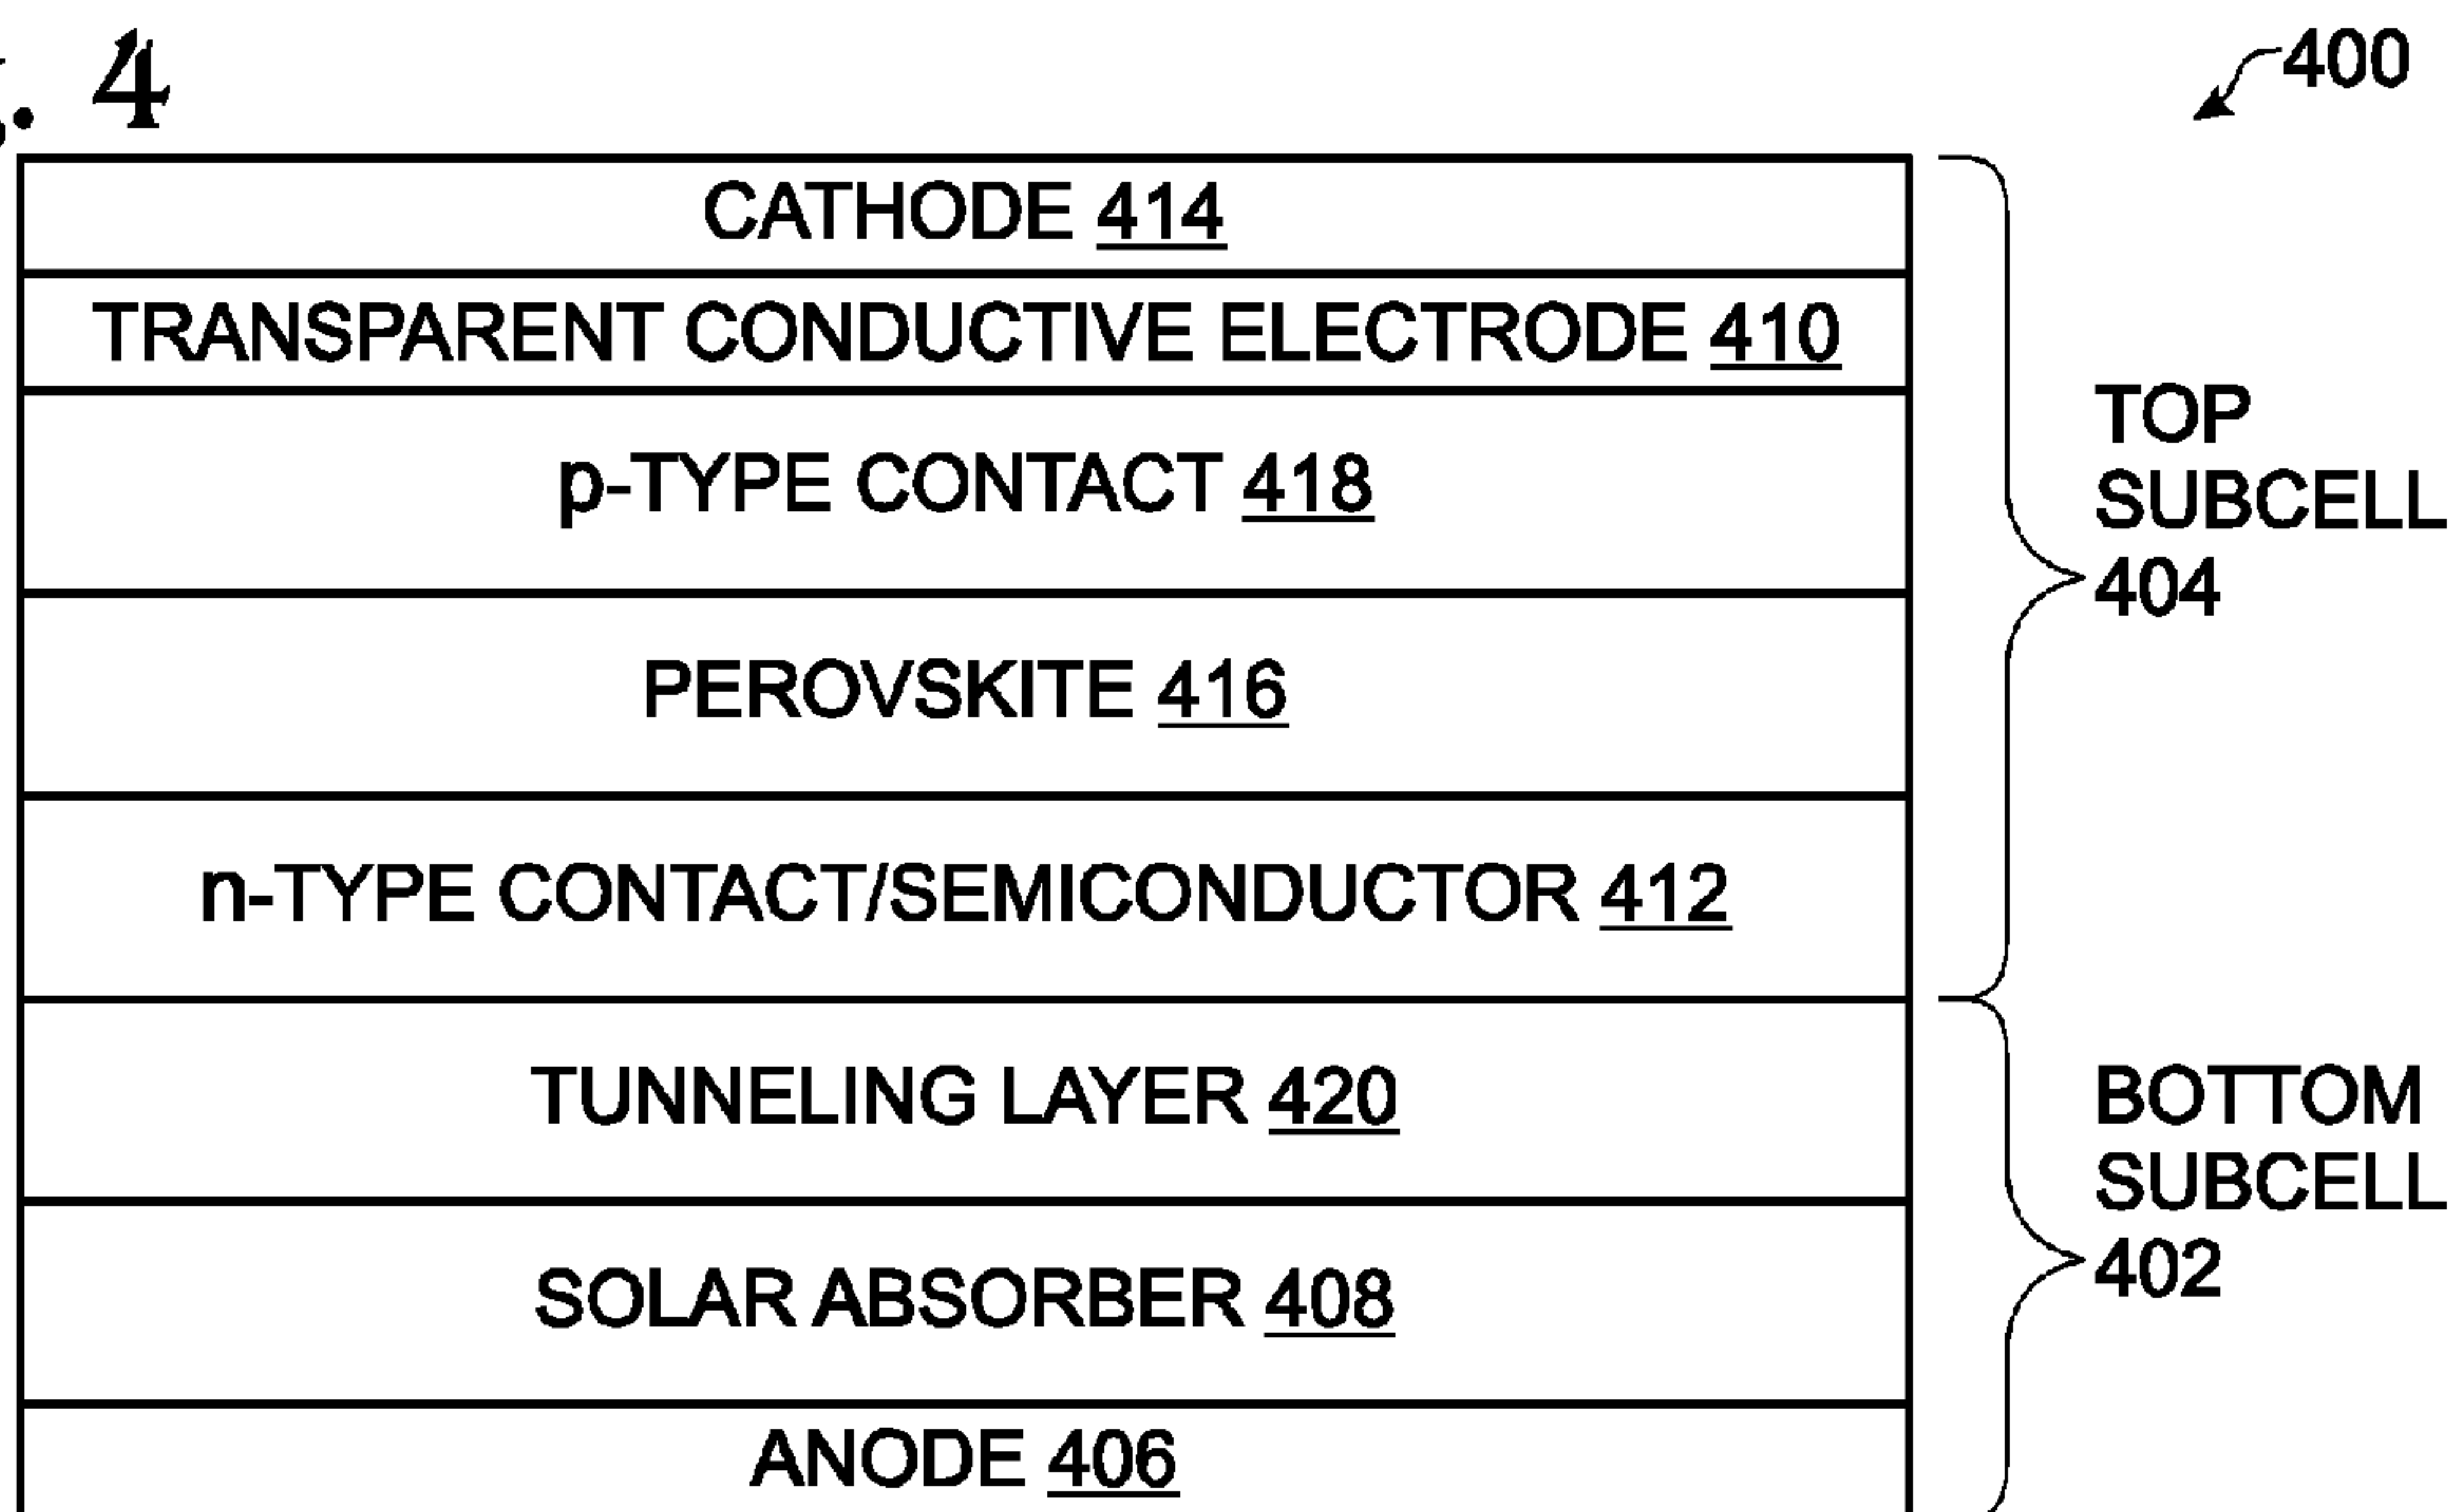 . 4
400
CATHODE 414
TRANSPARENT CONDUCTIVE ELECTRODE 410
p-TYPE CONTACT 418
PEROVSKITE 416
n-TYPE CONTACT/SEMICONDUCTOR 412
TUNNELING LAYER 420
SOLAR ABSORBER 408
ANODE 406
TOP
SUBCELL
404
BOTTOM
SUBCELL
402